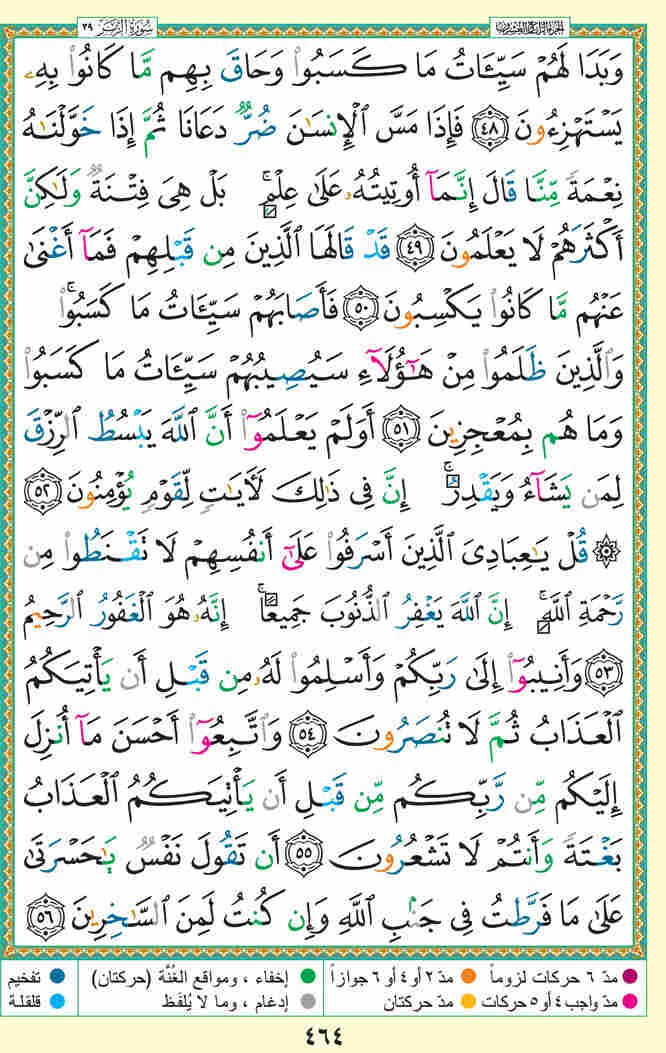 سُورَةُ الزُّمَر ٣٩
الجزء الرابع والعشرون
وَبَدَا لَهُمْ سَيِّئَاتُ مَا كَسَبُوا۟ وَحَاقَ بِهِم مَّا كَانُوا۟ بِهِۦ
يَسْتَهْزِءُونَ ٤٨ فَإِذَا مَسَّ ٱلْإِنسَٰنَ ضُرٌّ دَعَانَا ثُمَّ إِذَا خَوَّلْنَٰهُ
نِعْمَةً مِّنَّا قَالَ إِنَّمَآ أُوتِيتُهُۥ عَلَىٰ عِلْمٍۭ ۚ بَلْ هِىَ فِتْنَةٌ وَلَٰكِنَّ
أَكْثَرَهُمْ لَا يَعْلَمُونَ ٤٩ قَدْ قَالَهَا ٱلَّذِينَ مِن قَبْلِهِمْ فَمَآ أَغْنَىٰ
عَنْهُم مَّا كَانُوا۟ يَكْسِبُونَ ٥٠ فَأَصَابَهُمْ سَيِّئَاتُ مَا كَسَبُوا۟ ۚ
وَٱلَّذِينَ ظَلَمُوا۟ مِنْ هَٰٓؤُلَآءِ سَيُصِيبُهُمْ سَيِّئَاتُ مَا كَسَبُوا۟
وَمَا هُم بِمُعْجِزِينَ ٥١ أَوَلَمْ يَعْلَمُوٓا۟ أَنَّ ٱللَّهَ يَبْسُطُ ٱلرِّزْقَ
لِمَن يَشَآءُ وَيَقْدِرُ ۚ إِنَّ فِى ذَٰلِكَ لَآيَٰتٍ لِّقَوْمٍ يُؤْمِنُونَ ٥٢
۞ قُلْ يَٰعِبَادِىَ ٱلَّذِينَ أَسْرَفُوا۟ عَلَىٰٓ أَنفُسِهِمْ لَا تَقْنَطُوا۟ مِن
رَّحْمَةِ ٱللَّهِ ۚ إِنَّ ٱللَّهَ يَغْفِرُ ٱلذُّنُوبَ جَمِيعًا ۚ إِنَّهُۥ هُوَ ٱلْغَفُورُ ٱلرَّحِيمُ
٥٣ وَأَنِيبُوٓا۟ إِلَىٰ رَبِّكُمْ وَأَسْلِمُوا۟ لَهُۥ مِن قَبْلِ أَن يَأْتِيَكُمُ
ٱلْعَذَابُ ثُمَّ لَا تُنصَرُونَ ٥٤ وَٱتَّبِعُوٓا۟ أَحْسَنَ مَآ أُنزِلَ
إِلَيْكُم مِّن رَّبِّكُم مِّن قَبْلِ أَن يَأْتِيَكُمُ ٱلْعَذَابُ
بَغْتَةً وَأَنتُمْ لَا تَشْعُرُونَ ٥٥ أَن تَقُولَ نَفْسٌ يَٰحَسْرَتَىٰ
عَلَىٰ مَا فَرَّطتُ فِى جَنۢبِ ٱللَّهِ وَإِن كُنتُ لَمِنَ ٱلسَّٰخِرِينَ ٥٦
مدّ ٦ حركات لزوماً
مدّ ٢ أو ٤ أو ٦ جوازاً
إخفاء ، ومواقع الغُنَّة (حركتان)
تفخيم
مدّ واجب ٤ أو ٥ حركات
مدّ حركتان
إدغام ، وما لا يُلفَظ
قلقلة
٤٦٤